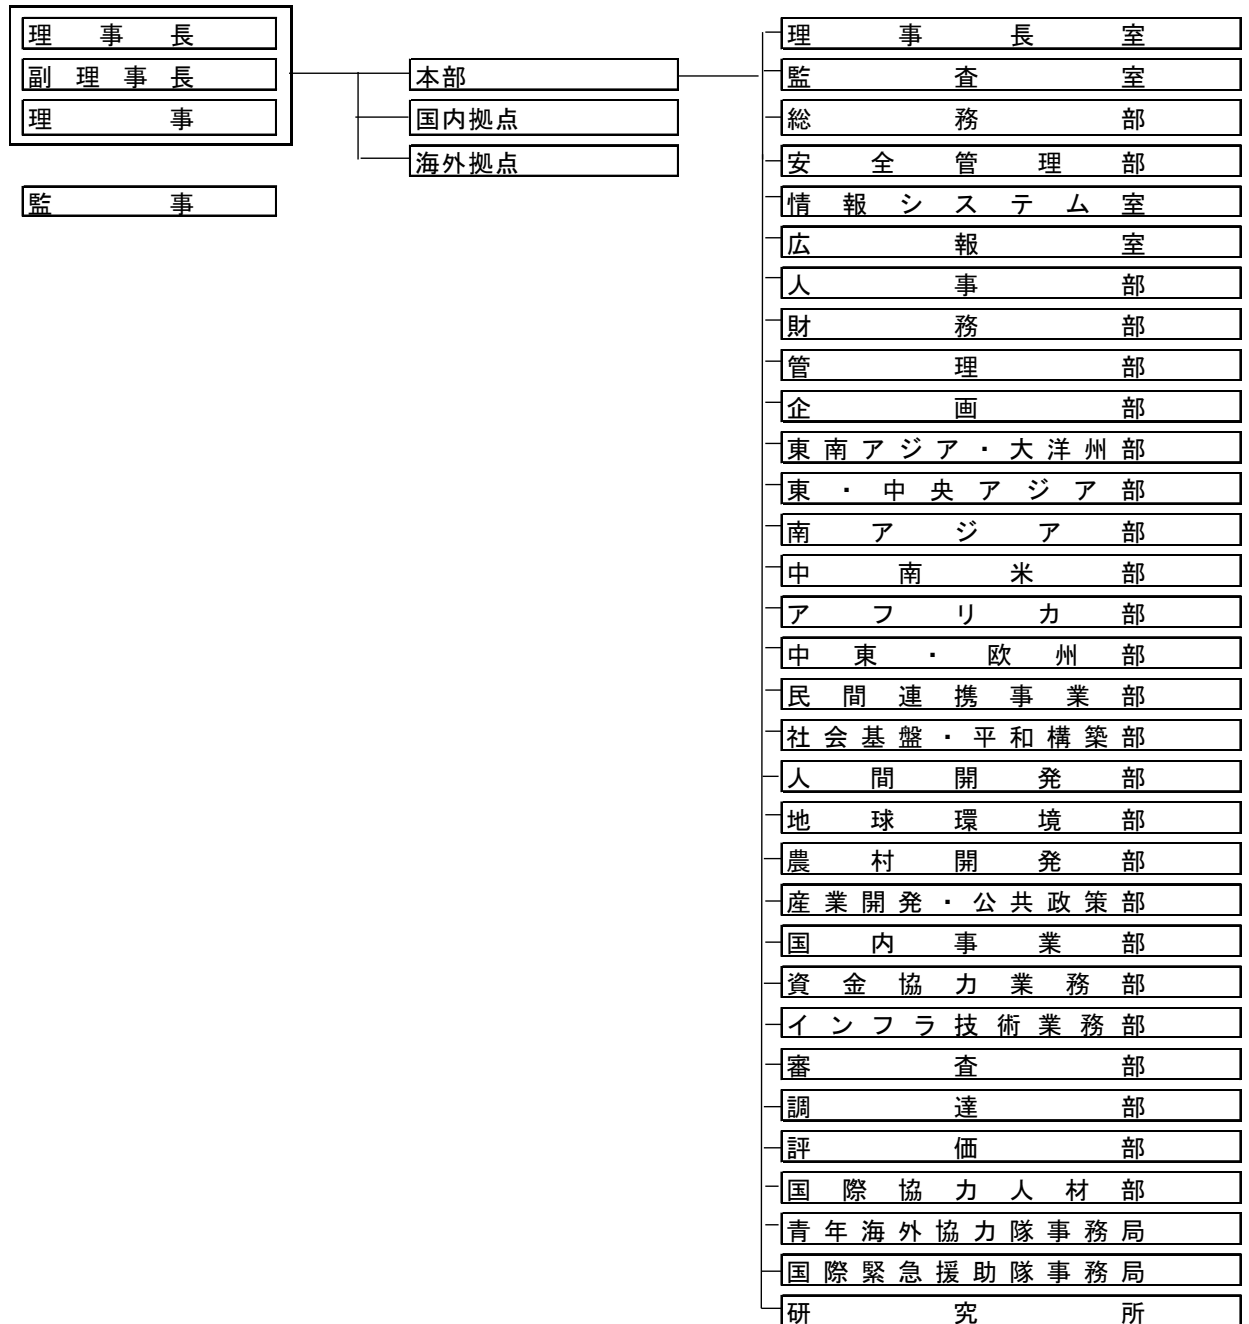 理事長
副理事長
理事
監事
本部
国内拠点
海外拠点
理事長室
監査室
総務部
安全管理部
情報システム室
広報室
人事部
財務部
管理部
企画部
東南アジア・大洋州部
東・中央アジア部
南アジア部
中南米部
アフリカ部
中東・欧州部
民間連携事業部
社会基盤・平和構築部
人間開発部
地球環境部
農村開発部
産業開発・公共政策部
国内事業部
資金協力業務部
インフラ技術業務部
審査部
調達部
評価部
国際協力人材部
青年海外協力隊事務局
国際緊急援助隊事務局
研究所